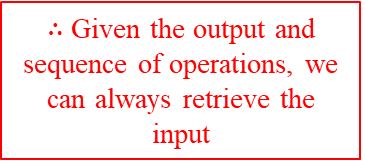 ∴ Given the output and
sequence of operations, we
can always retrieve the
input